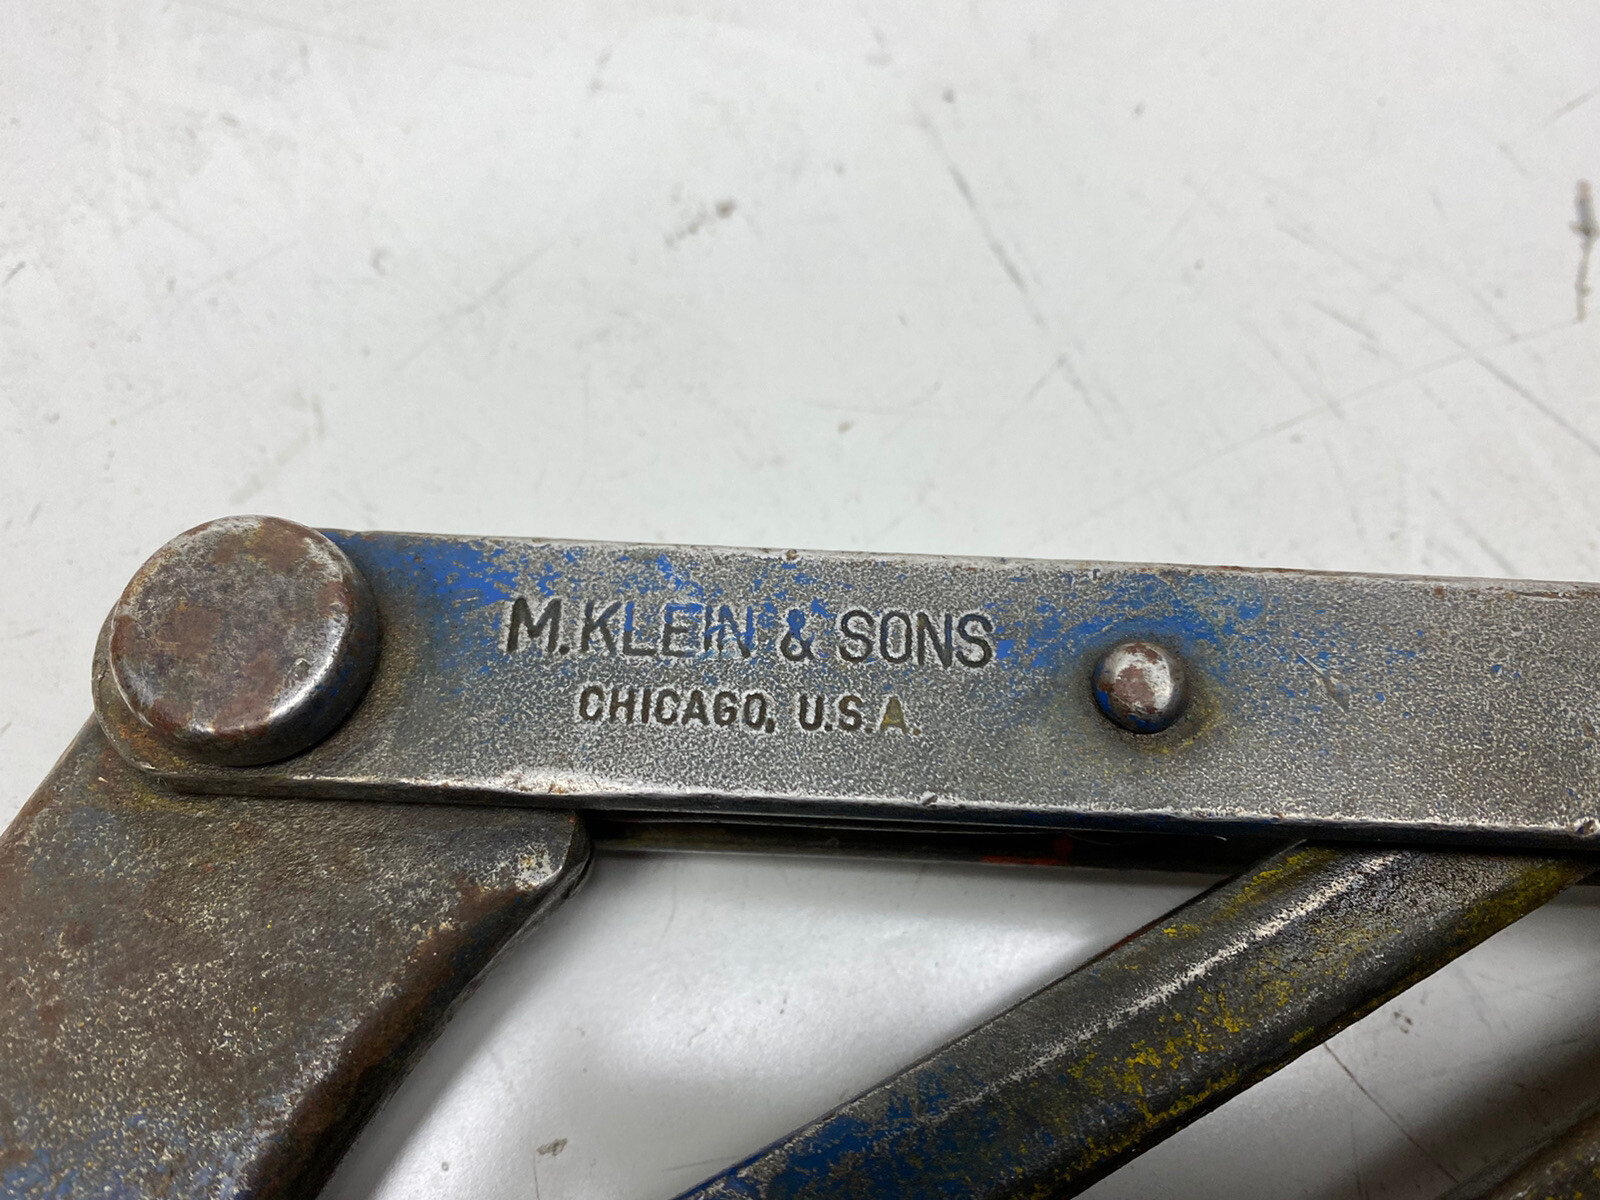 M.KLEIN & SONS
CHICAGO, U.S.A.